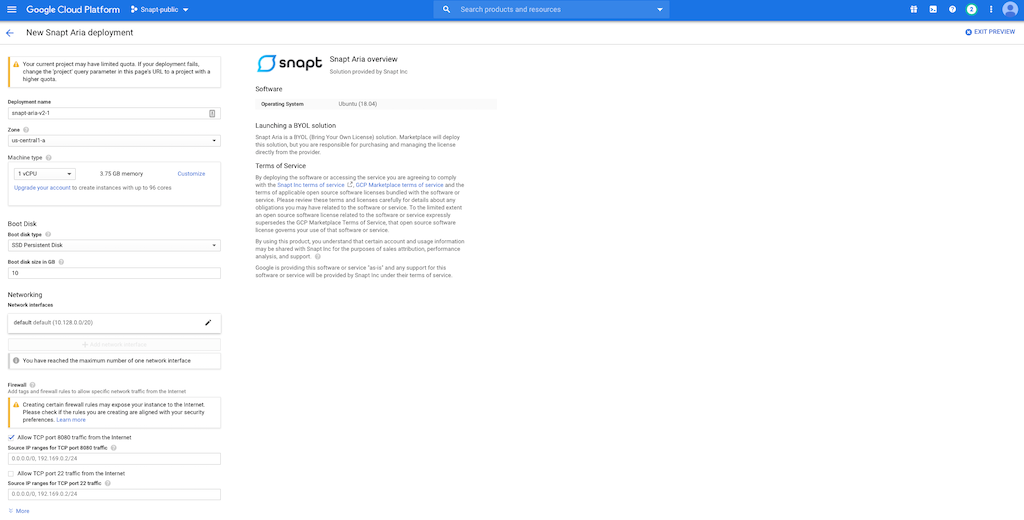 Google Cloud Platform
Snapt-public
Search products and resources
2
New Snapt Aria deployment
EXIT PREVIEW
Your current project may have limited quota. If your deployment fails,
change the 'project' query parameter in this page's URL to a project with a
higher quota.
Deployment name
snapt-aria-v2-1
Zone
us-central1-a
Machine type
1 vCPU
3.75 GB memory
Customize
Upgrade your account to create instances with up to 96 cores
Boot Disk
Boot disk type
SSD Persistent Disk
Boot disk size in GB
10
Networking
Network interfaces
default default (10.128.0.0/20)
Add network interface
You have reached the maximum number of one network interface
Firewall
Add tags and firewall rules to allow specific network traffic from the Internet
Creating certain firewall rules may expose your instance to the Internet.
Please check if the rules you are creating are aligned with your security
preferences. Learn more
Allow TCP port 8080 traffic from the Internet
Source IP ranges for TCP port 8080 traffic
0.0.0.0/0, 192.169.0.2/24
Allow TCP port 22 traffic from the Internet
Source IP ranges for TCP port 22 traffic
0.0.0.0/0, 192.169.0.2/24
More
snapt
Snapt Aria overview
Solution provided by Snapt Inc
Software
Operating System
Ubuntu (18.04)
Launching a BYOL solution
Snapt Aria is a BYOL (Bring Your Own License) solution. Marketplace will deploy
this solution, but you are responsible for purchasing and managing the license
directly from the provider.
Terms of Service
By deploying the software or accessing the service you are agreeing to comply
with the Snapt Inc terms of service, GCP Marketplace terms of service and the
terms of applicable open source software licenses bundled with the software or
service. Please review these terms and licenses carefully for details about any
obligations you may have related to the software or service. To the limited extent
an open source software license related to the software or service expressly
supersedes the GCP Marketplace Terms of Service, that open source software
license governs your use of that software or service.
By using this product, you understand that certain account and usage information
may be shared with Snapt Inc for the purposes of sales attribution, performance
analysis, and support.
Google is providing this software or service "as-is" and any support for this
software or service will be provided by Snapt Inc under their terms of service.